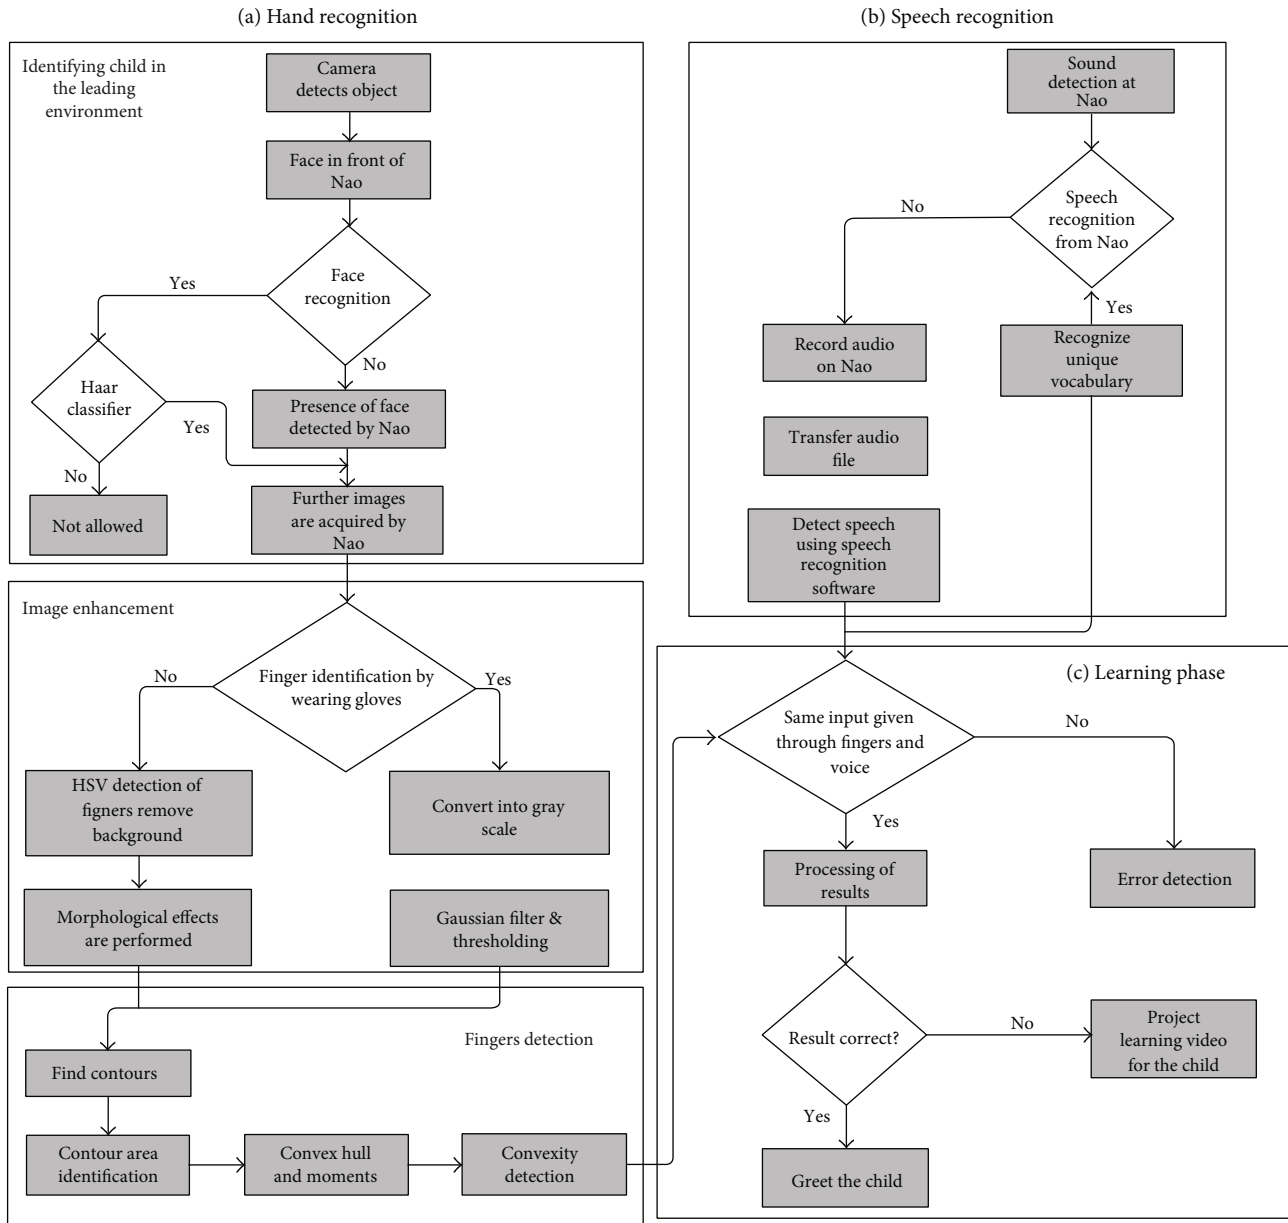 (a) Hand recognition
Identifying child in
the leading
environment
Camera
detects object
Face in front of
Nao
Face
recognition
Yes
No
Haar
classifier
Yes
No
Presence of face
detected by Nao
Not allowed
Further images
are acquired by
Nao
Image enhancement
Finger identification by
wearing gloves
No
Yes
HSV detection of
figners remove
background
Convert into gray
scale
Morphological effects
are performed
Gaussian filter &
thresholding
Fingers detection
Find contours
Contour area
identification
Convex hull
and moments
Convexity
detection
(b) Speech recognition
Sound
detection at
Nao
Speech
recognition
from Nao
No
Yes
Record audio
on Nao
Recognize
unique
vocabulary
Transfer audio
file
Detect speech
using speech
recognition
software
(c) Learning phase
Same input given
through fingers and
voice
No
Yes
Processing of
results
Error detection
Result correct?
No
Project
learning video
for the child
Yes
Greet the child